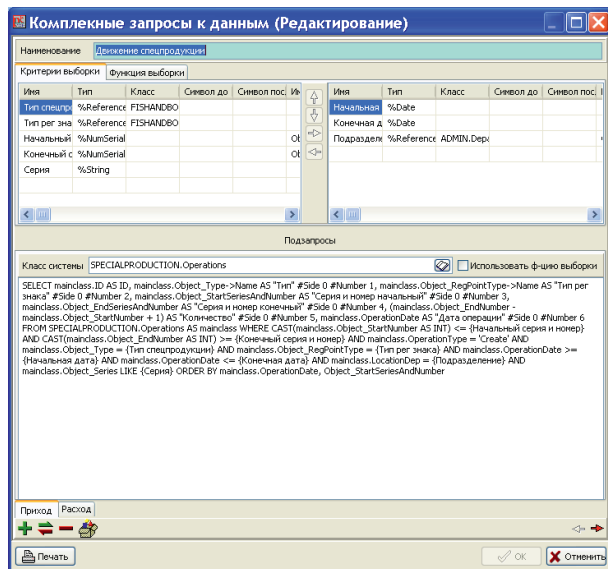 Комплекные запросы к данным (Редактирование)
Наименование Движение спецпродукции
Критерии выборки Функция выборки
Имя Тип Класс Символ до Символ пос. Им
Имя Тип Класс Символ до Символ пос.
Тип спецпро %Reference FISHANDBO
Начальная %Date
Тип рег зна %Reference FISHANDBO
Конечная д %Date
Начальный %NumSerial Ob
Подразделе %Reference ADMIN.Depa
Конечный с %NumSerial Ob
Серия %String
Подзапросы
Класс системы SPECIALPRODUCTION.Operations Использовать ф-цию выборки
SELECT mainclass.ID AS ID, mainclass.Object_Type->Name AS "Тип" #Side 0 #Number 1, mainclass.Object_RegPointType->Name AS "Тип рег
знака" #Side 0 #Number 2, mainclass.Object_StartSeriesAndNumber AS "Серия и номер начальный" #Side 0 #Number 3,
mainclass.Object_EndSeriesAndNumber AS "Серия и номер конечный" #Side 0 #Number 4, (mainclass.Object_EndNumber -
mainclass.Object_StartNumber + 1) AS "Количество" #Side 0 #Number 5, mainclass.OperationDate AS "Дата операции" #Side 0 #Number 6
FROM SPECIALPRODUCTION.Operations AS mainclass WHERE CAST(mainclass.Object_StartNumber AS INT) <= {Начальный серия и номер}
AND CAST(mainclass.Object_EndNumber AS INT) >= {Конечный серия и номер} AND mainclass.OperationType = 'Create' AND
mainclass.Object_Type = {Тип спецпродукции} AND mainclass.Object_RegPointType = {Тип рег знака} AND mainclass.OperationDate >=
{Начальная дата} AND mainclass.OperationDate <= {Конечная дата} AND mainclass.LocationDep = {Подразделение} AND
mainclass.Object_Series LIKE {Серия} ORDER BY mainclass.OperationDate, Object_StartSeriesAndNumber
Приход Расход
Печать OK Отменить